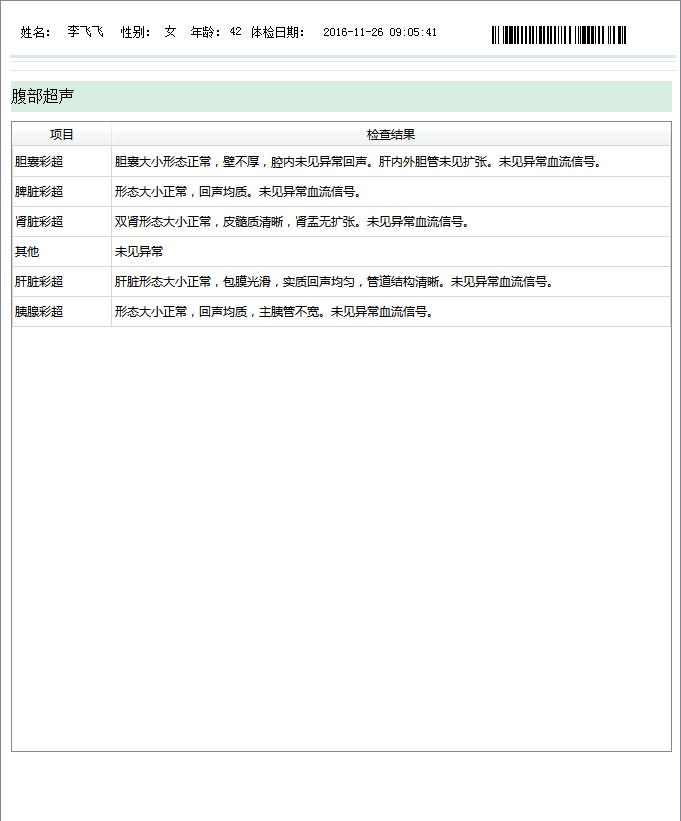 姓名： 李飞飞 性别： 女 年龄： 42 体检日期： 2016-11-26 09:05:41
腹部超声
项目 检查结果
胆囊彩超 胆囊大小形态正常，壁不厚，腔内未见异常回声。肝内外胆管未见扩张。未见异常血流信号。
脾脏彩超 形态大小正常，回声均质。未见异常血流信号。
肾脏彩超 双肾形态大小正常，皮髓质清晰，肾盂无扩张。未见异常血流信号。
其他 未见异常
肝脏彩超 肝脏形态大小正常，包膜光滑，实质回声均匀，管道结构清晰。未见异常血流信号。
胰腺彩超 形态大小正常，回声均质，主胰管不宽。未见异常血流信号。